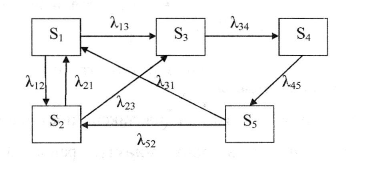 S₁ λ₁₃ S₃ λ₃₄ S₄
λ₁₂ λ₂₁ λ₂₃ λ₃₁ λ₄₅
S₂ λ₅₂ S₅